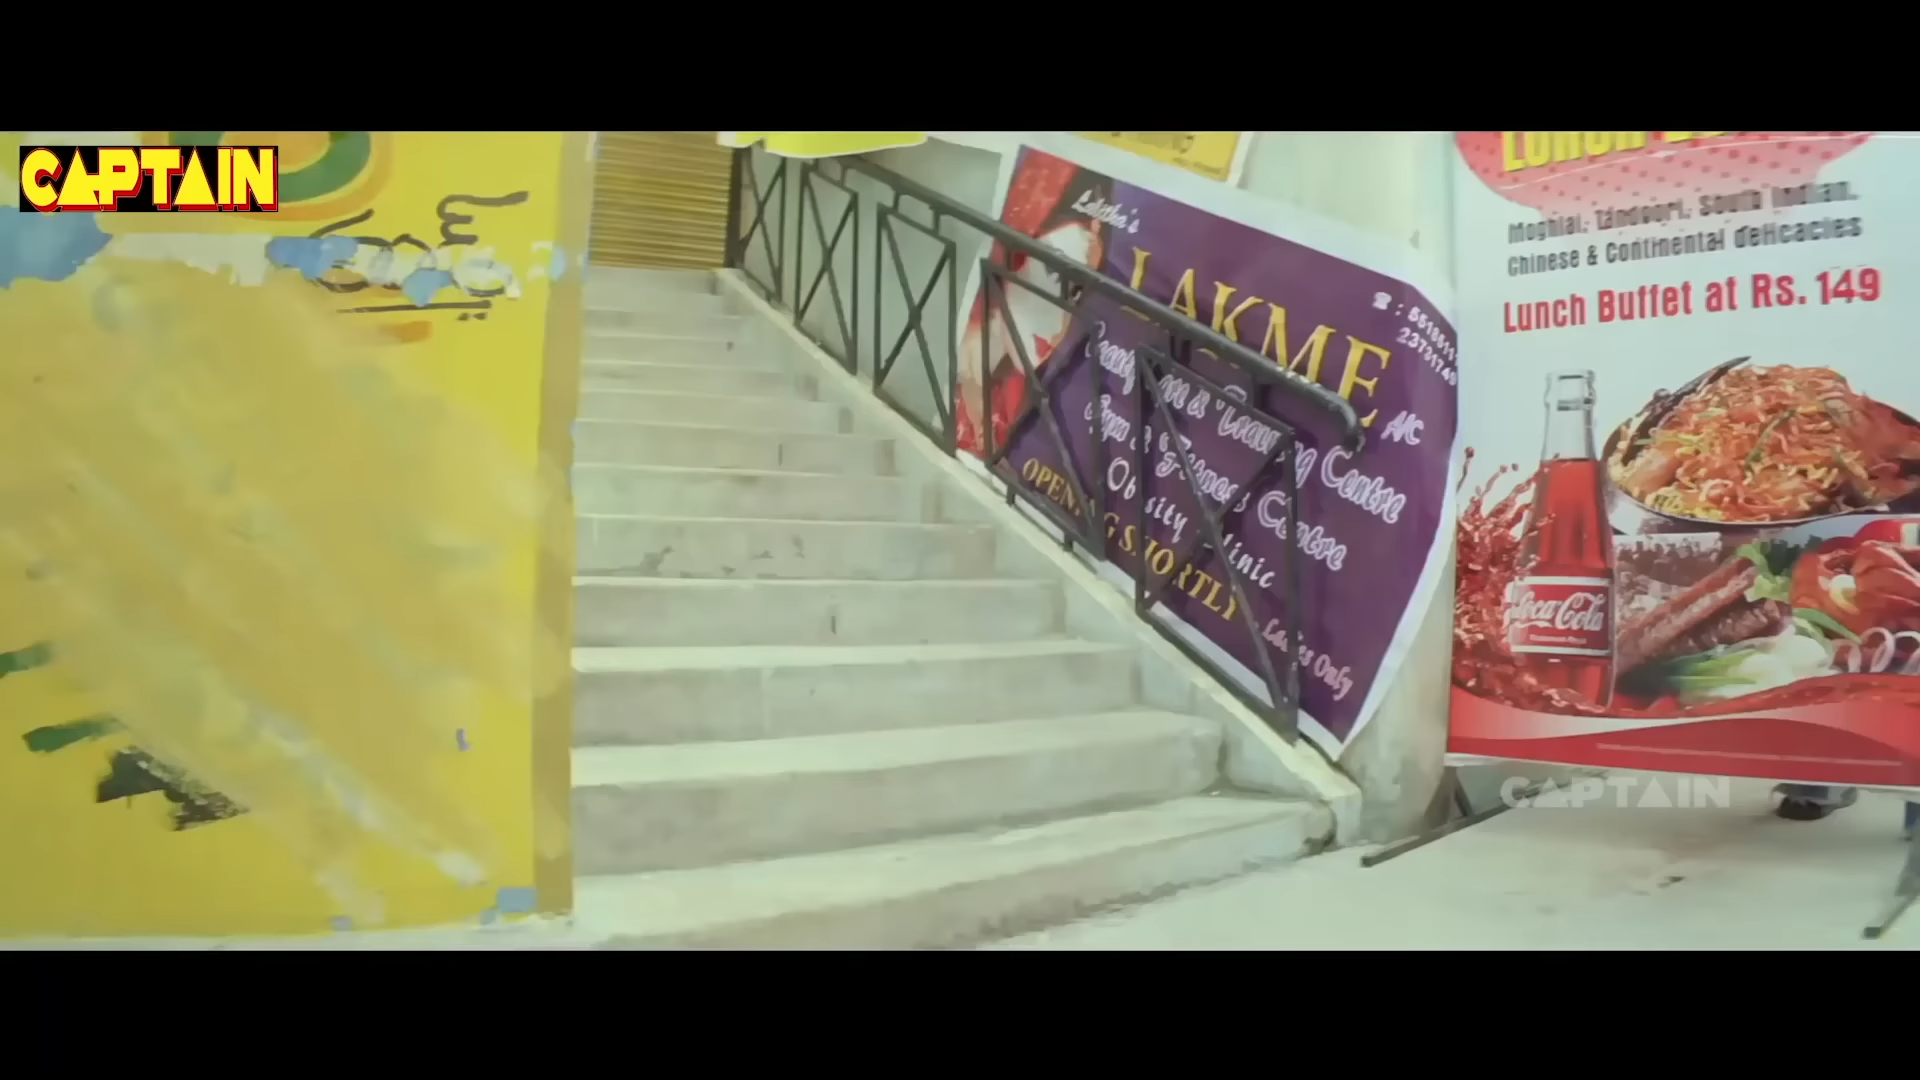 CAPTAIN
Lalitha's
LAKME
A/C
Beauty
& Training Centre
Gym & Fitness Centre
Obesity Clinic
OPENING SHORTLY
Ladies Only
Moghlai, Tandoori, South Indian,
Chinese & Continental delicacies
Lunch Buffet at Rs. 149
Coca-Cola
CAPTAIN